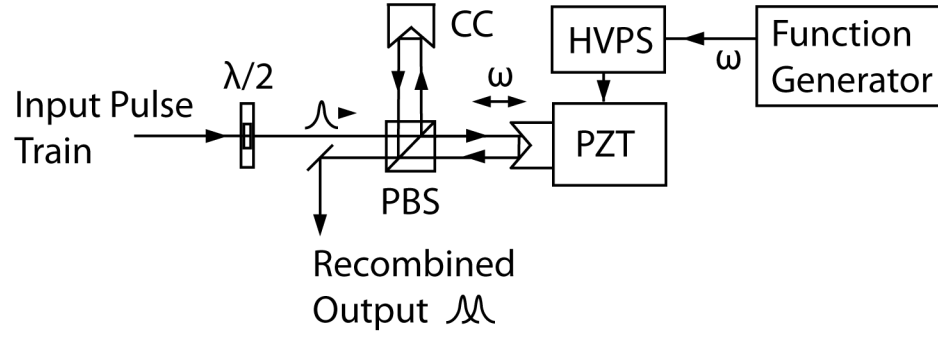 CC
HVPS
Function
Generator
ω
λ/2
ω
Input Pulse
Train
PZT
PBS
Recombined
Output